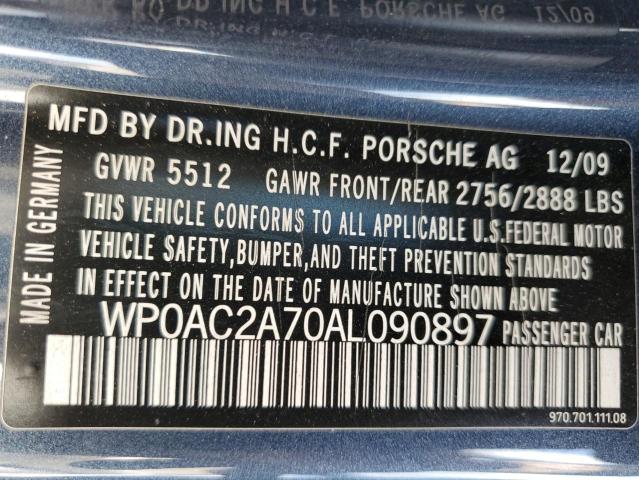 MFD BY DR.ING H.C.F. PORSCHE AG 12/09
GVWR 5512 GAWR FRONT/REAR 2756/2888 LBS
THIS VEHICLE CONFORMS TO ALL APPLICABLE U.S.FEDERAL MOTOR
VEHICLE SAFETY,BUMPER,AND THEFT PREVENTION STANDARDS
IN EFFECT ON THE DATE OF MANUFACTURE SHOWN ABOVE
WP0AC2A70AL090897 PASSENGER CAR
MADE IN GERMANY
970.701.111.08